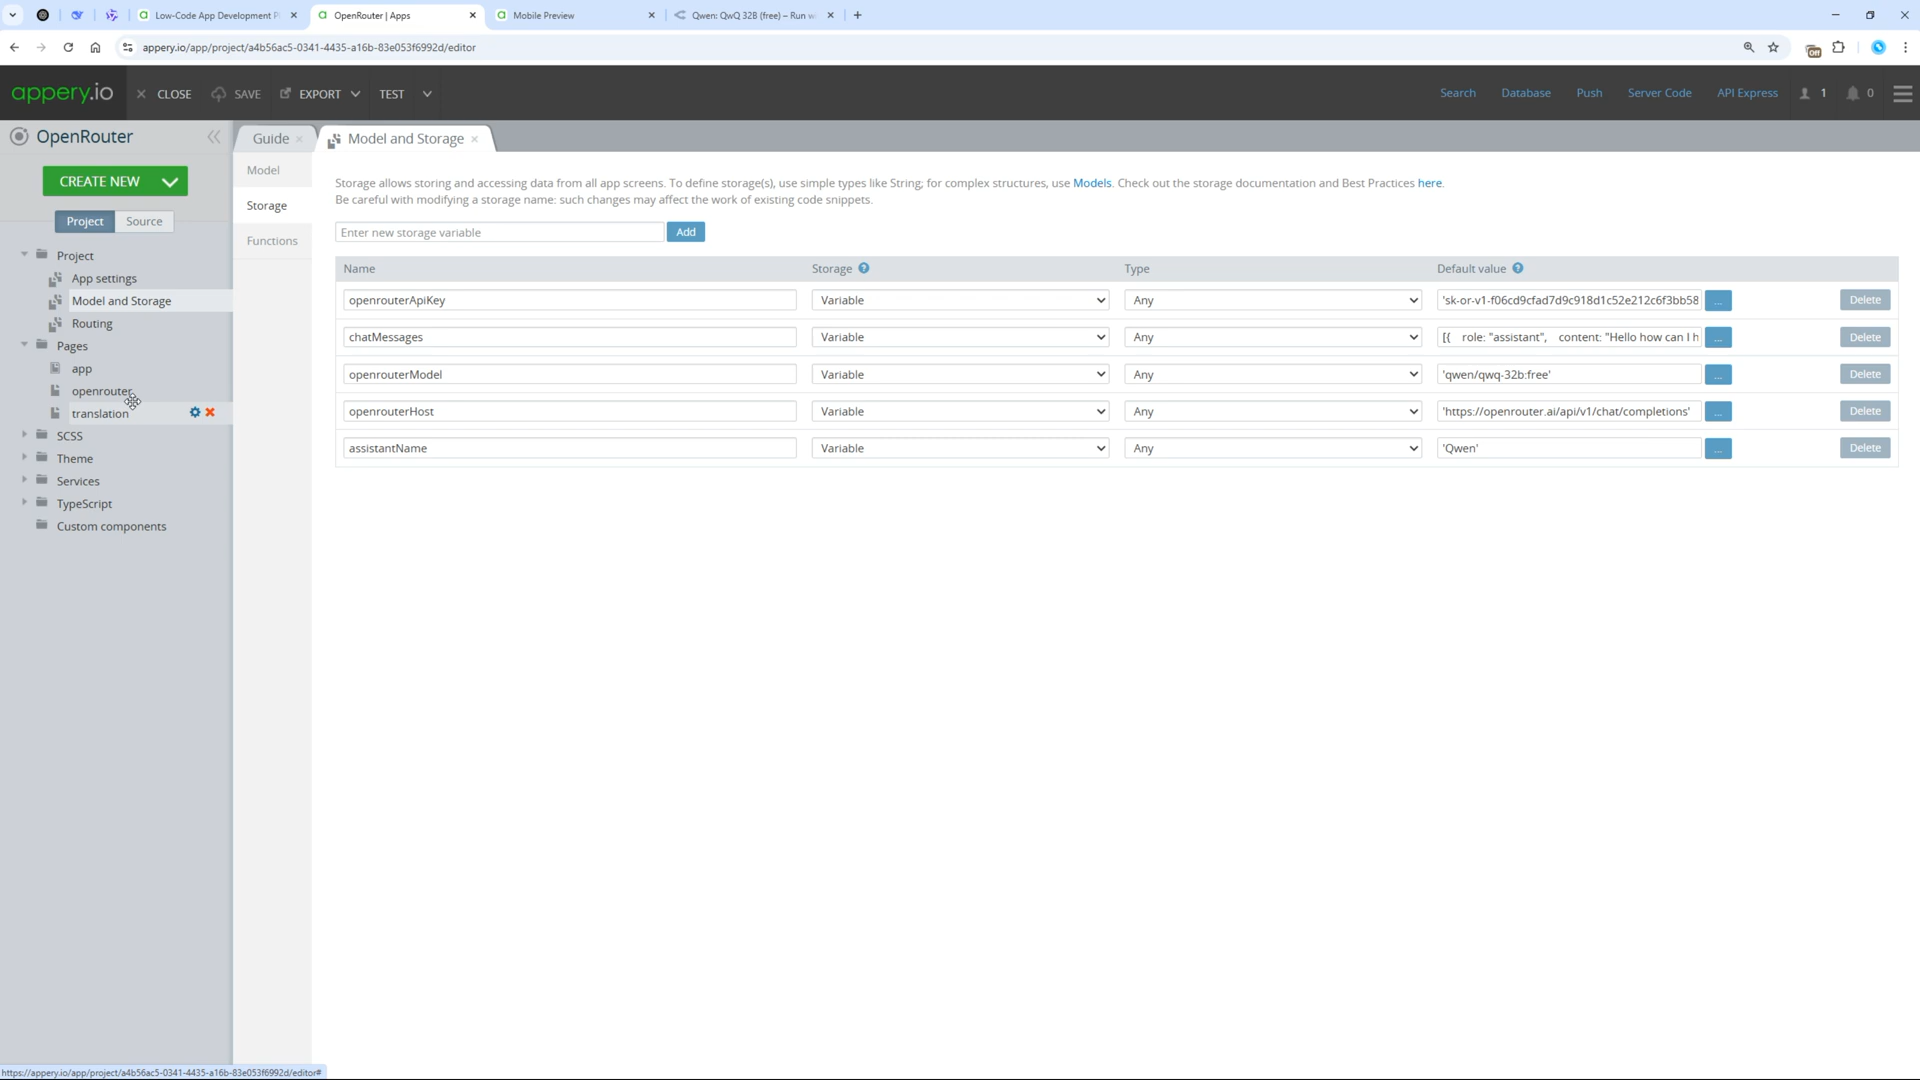 Low-Code App Development P
OpenRouter | Apps
Mobile Preview
Qwen: QwQ 32B (free) – Run w
appery.io/app/project/a4b56ac5-0341-4435-a16b-83e053f6992d/editor
Off
appery.io
CLOSE
SAVE
EXPORT
TEST
Search
Database
Push
Server Code
API Express
1
0
OpenRouter
CREATE NEW
Project
Source
Project
App settings
Model and Storage
Routing
Pages
app
openrouter
translation
SCSS
Theme
Services
TypeScript
Custom components
Guide
Model and Storage
Model
Storage
Functions
Storage allows storing and accessing data from all app screens. To define storage(s), use simple types like String; for complex structures, use Models. Check out the storage documentation and Best Practices here.
Be careful with modifying a storage name: such changes may affect the work of existing code snippets.
Enter new storage variable
Add
Name Storage ? Type Default value ?
openrouterApiKey Variable Any 'sk-or-v1-f06cd9cfad7d9c918d1c52e212c6f3bb58 ... Delete
chatMessages Variable Any [{ role: "assistant", content: "Hello how can I h ... Delete
openrouterModel Variable Any 'qwen/qwq-32b:free' ... Delete
openrouterHost Variable Any 'https://openrouter.ai/api/v1/chat/completions' ... Delete
assistantName Variable Any 'Qwen' ... Delete
https://appery.io/app/project/a4b56ac5-0341-4435-a16b-83e053f6992d/editor#